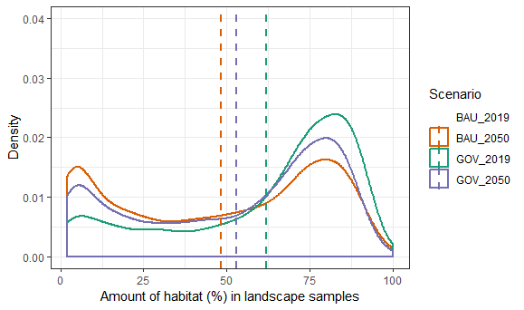 0.04
0.03
0.02
0.01
0.00
Density
0 25 50 75 100
Amount of habitat (%) in landscape samples
Scenario
BAU_2019
BAU_2050
GOV_2019
GOV_2050